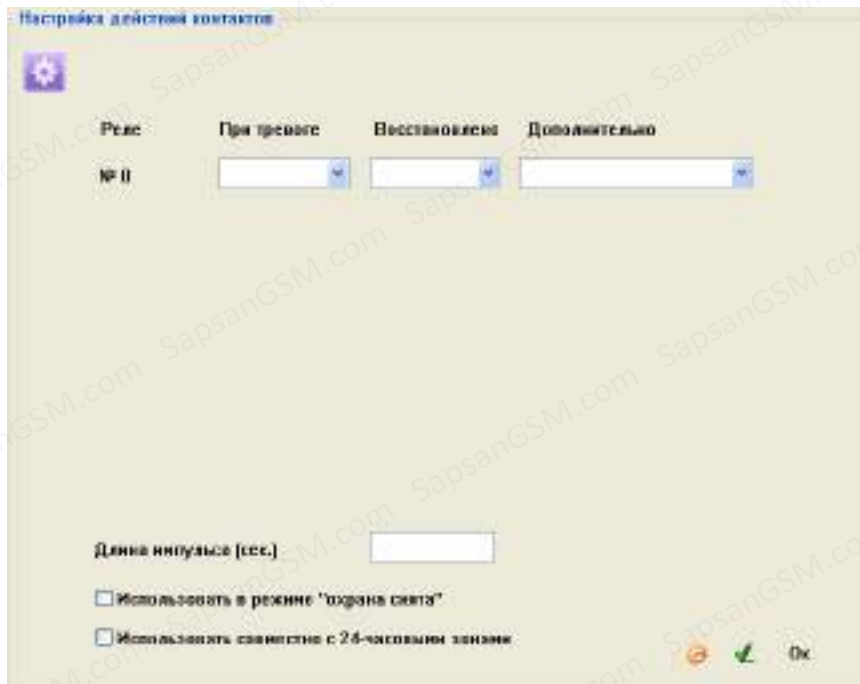 Настройка действий контактов
Реле При тревоге Восстановлено Дополнительно
№ 0
Длина импульса (сек.)
Использовать в режиме "охрана снята"
Использовать совместно с 24-часовыми зонами
Ок
SapsanGSM.com